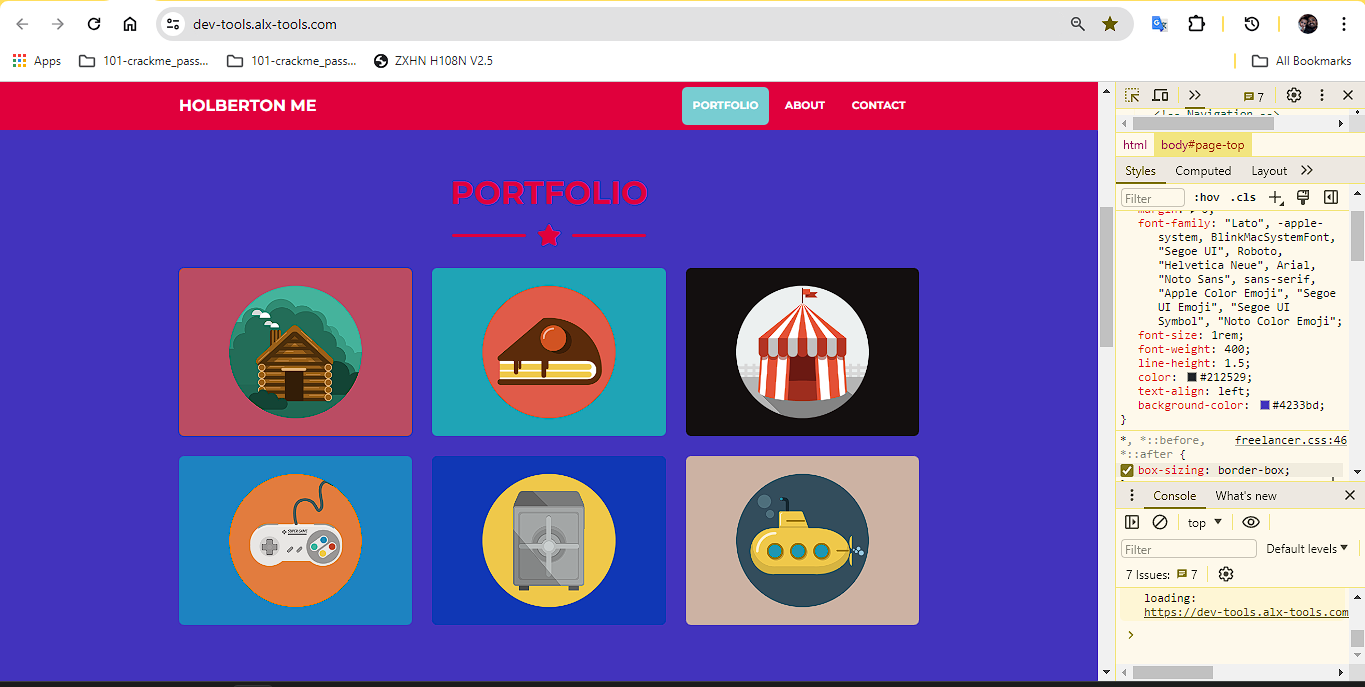 dev-tools.alx-tools.com
Apps 101-crackme_pass... 101-crackme_pass... ZXHN H108N V2.5 All Bookmarks
HOLBERTON ME PORTFOLIO ABOUT CONTACT
PORTFOLIO
SUPER GAME
7
<!-- Navigation -->
html body#page-top
Styles Computed Layout
Filter :hov .cls
font-family: "Lato", -apple-
system, BlinkMacSystemFont,
"Segoe UI", Roboto,
"Helvetica Neue", Arial,
"Noto Sans", sans-serif,
"Apple Color Emoji", "Segoe
UI Emoji", "Segoe UI
Symbol", "Noto Color Emoji";
font-size: 1rem;
font-weight: 400;
line-height: 1.5;
color: #212529;
text-align: left;
background-color: #4233bd;
}
*, *::before, freelancer.css:46
*::after {
box-sizing: border-box;
Console What's new
top
Filter Default levels
7 Issues: 7
loading:
https://dev-tools.alx-tools.com